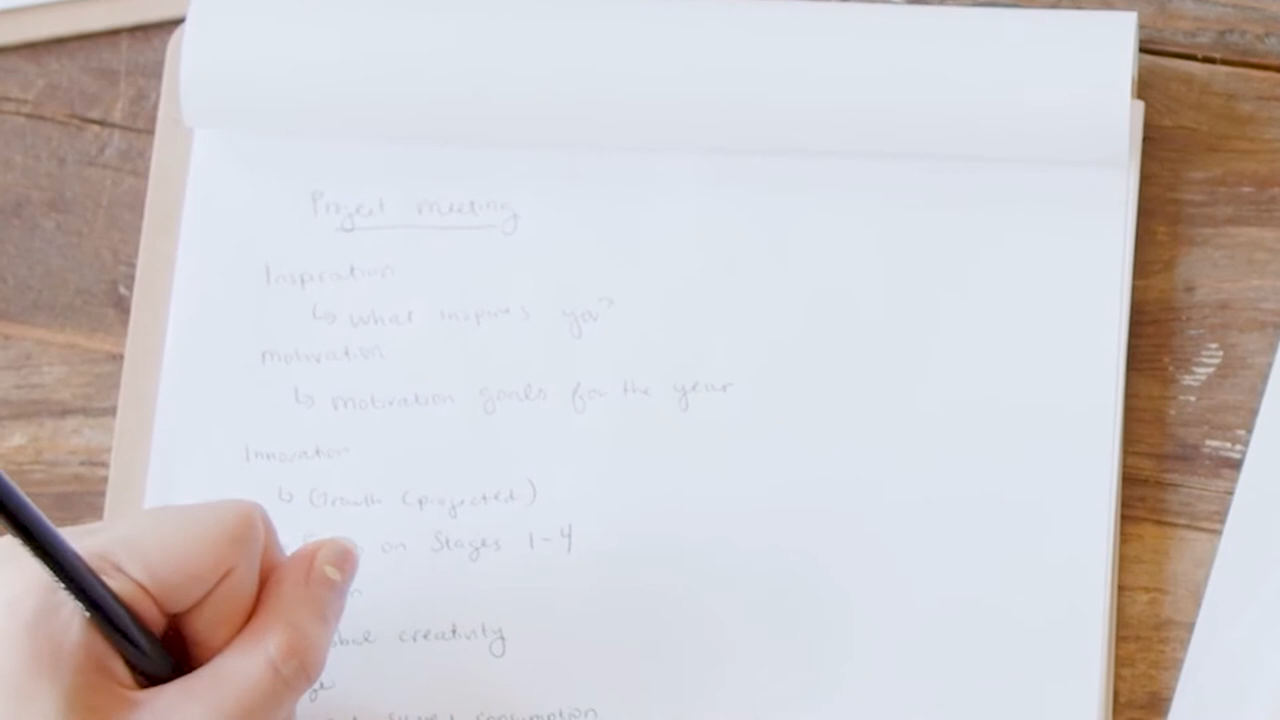 Project meeting
Inspiration
↳ what inspires you?
motivation
↳ motivation goals for the year
Innovation
↳ Growth (projected)
on Stages 1-4
creativity
consumption